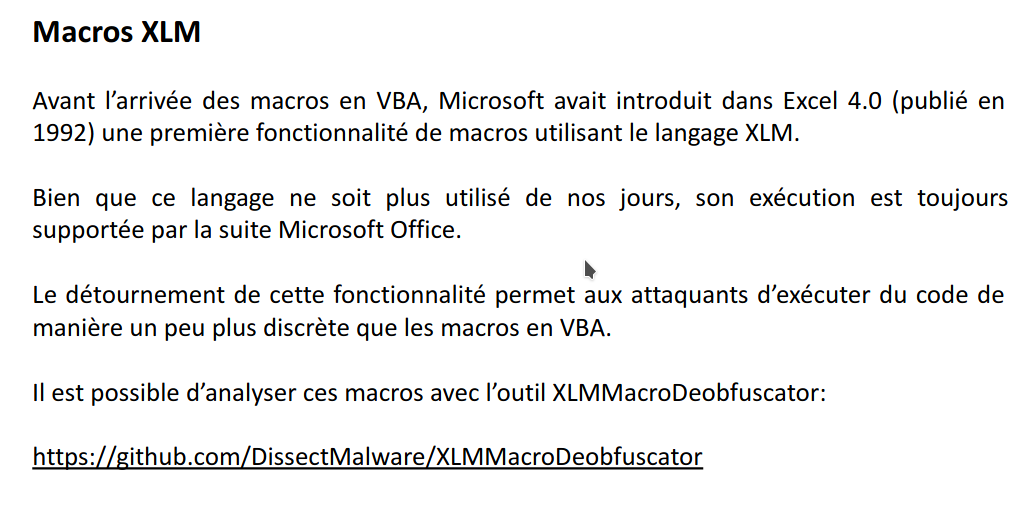 Macros XLM
Avant l’arrivée des macros en VBA, Microsoft avait introduit dans Excel 4.0 (publié en
1992) une première fonctionnalité de macros utilisant le langage XLM.
Bien que ce langage ne soit plus utilisé de nos jours, son exécution est toujours
supportée par la suite Microsoft Office.
Le détournement de cette fonctionnalité permet aux attaquants d’exécuter du code de
manière un peu plus discrète que les macros en VBA.
Il est possible d’analyser ces macros avec l’outil XLMMacroDeobfuscator:
https://github.com/DissectMalware/XLMMacroDeobfuscator